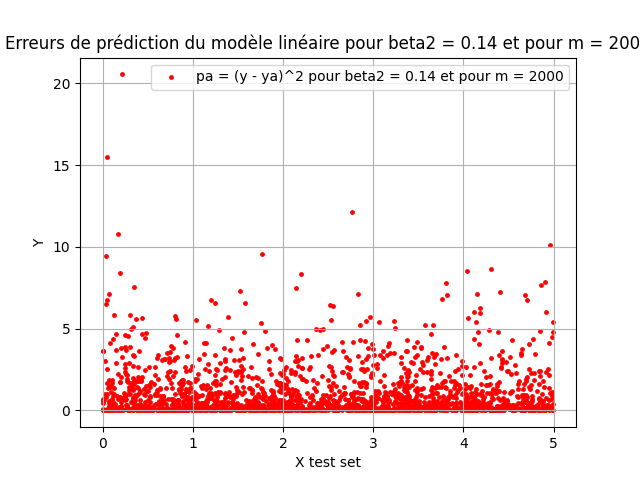 Erreurs de prédiction du modèle linéaire pour beta2 = 0.14 et pour m = 200
pa = (y - ya)^2 pour beta2 = 0.14 et pour m = 2000
20
15
10
5
0
Y
0 1 2 3 4 5
X test set